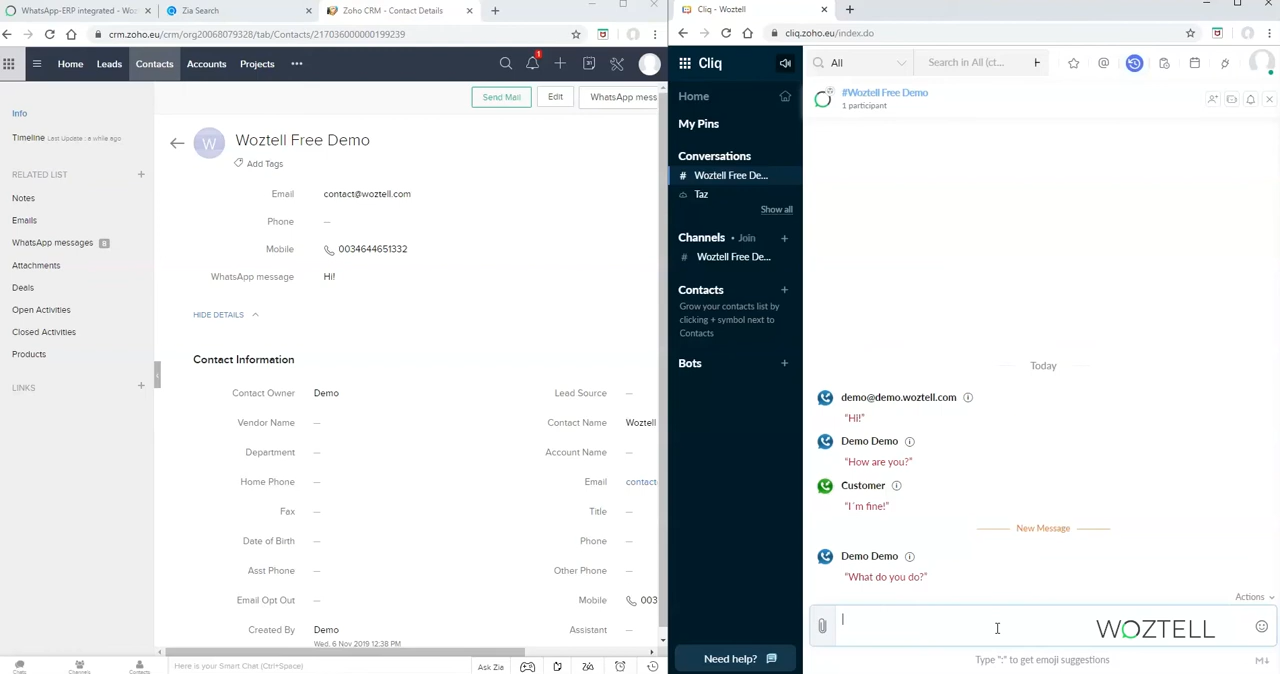 WhatsApp-ERP integrated - Woz
Zia Search
Zoho CRM - Contact Details
crm.zoho.eu/crm/org20068079328/tab/Contacts/217036000000199239
Home
Leads
Contacts
Accounts
Projects
1
Info
Timeline Last Update : a while ago
RELATED LIST
Notes
Emails
WhatsApp messages 8
Attachments
Deals
Open Activities
Closed Activities
Products
LINKS
Send Mail
Edit
WhatsApp mess
W
Woztell Free Demo
Add Tags
Email contact@woztell.com
Phone —
Mobile 0034644651332
WhatsApp message Hi!
HIDE DETAILS
Contact Information
Contact Owner Demo Lead Source —
Vendor Name — Contact Name Woztell
Department — Account Name —
Home Phone — Email contact
Fax — Title —
Date of Birth — Phone —
Asst Phone — Other Phone —
Email Opt Out — Mobile 003
Created By Demo Assistant —
Wed, 6 Nov 2019 12:38 PM
Chats
Channels
Contacts
Here is your Smart Chat (Ctrl+Space)
Ask Zia
Cliq - Woztell
cliq.zoho.eu/index.do
Cliq
All
Search in All (ct...
Home
My Pins
Conversations
# Woztell Free De...
Taz
Show all
Channels • Join
# Woztell Free De...
Contacts
Grow your contacts list by
clicking + symbol next to
Contacts
Bots
Need help?
#Woztell Free Demo
1 participant
Today
demo@demo.woztell.com
"Hi!"
Demo Demo
"How are you?"
Customer
"I´m fine!"
New Message
Demo Demo
"What do you do?"
Actions
WOZTELL
Type ":" to get emoji suggestions
M